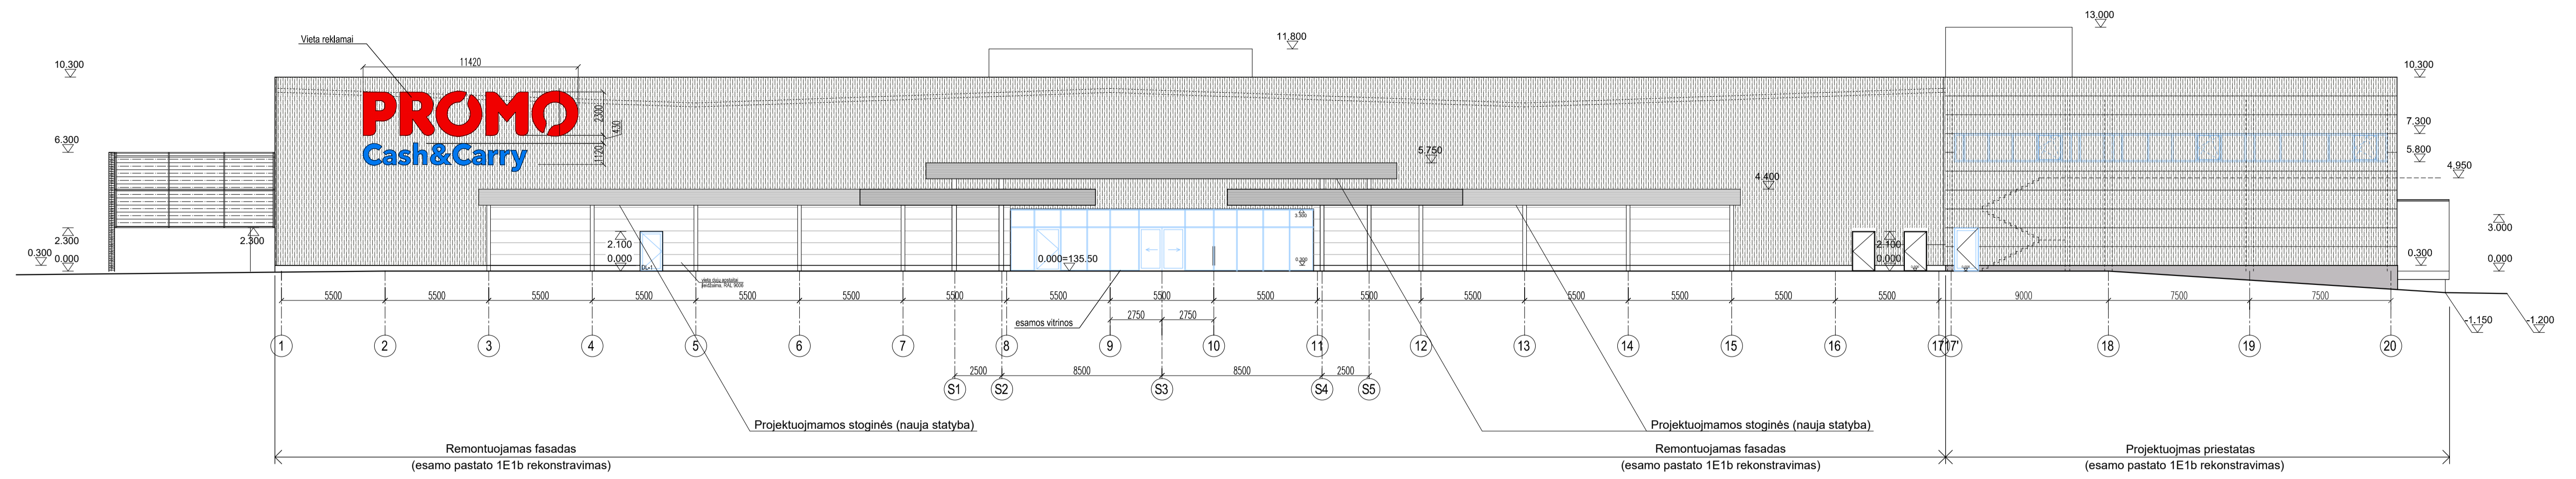 13.000
11.800
Vieta reklamai
11420
10.300
10.300
PROMO
2300
430
Cash&Carry
1120
7.300
6.300
5.800
5.750
4.950
4.400
3.300
3.000
2.300
2.300
2.100
2.100
0.300
0.000
0.000
0.000=135.50
0.300
0.000
0.300
0,000
5500 5500 5500 5500 5500 5500 5500 5500 5500 5500 5500 5500 5500 5500 5500 5500 9000 7500 7500
esamos vitrinos
2750 2750
-1.150
-1.200
1 2 3 4 5 6 7 8 9 10 11 12 13 14 15 16 17 17' 18 19 20
2500 8500 8500 2500
S1 S2 S3 S4 S5
Projektuojmamos stoginės (nauja statyba)
Projektuojmamos stoginės (nauja statyba)
Remontuojamas fasadas
(esamo pastato 1E1b rekonstravimas)
Remontuojamas fasadas
(esamo pastato 1E1b rekonstravimas)
Projektuojmas priestatas
(esamo pastato 1E1b rekonstravimas)